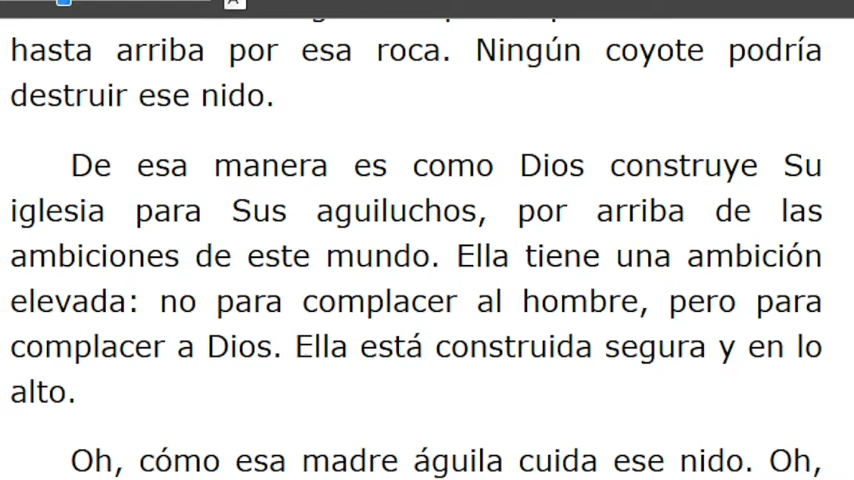 hasta arriba por esa roca. Ningún coyote podría
destruir ese nido.
De esa manera es como Dios construye Su
iglesia para Sus aguiluchos, por arriba de las
ambiciones de este mundo. Ella tiene una ambición
elevada: no para complacer al hombre, pero para
complacer a Dios. Ella está construida segura y en lo
alto.
Oh, cómo esa madre águila cuida ese nido. Oh,